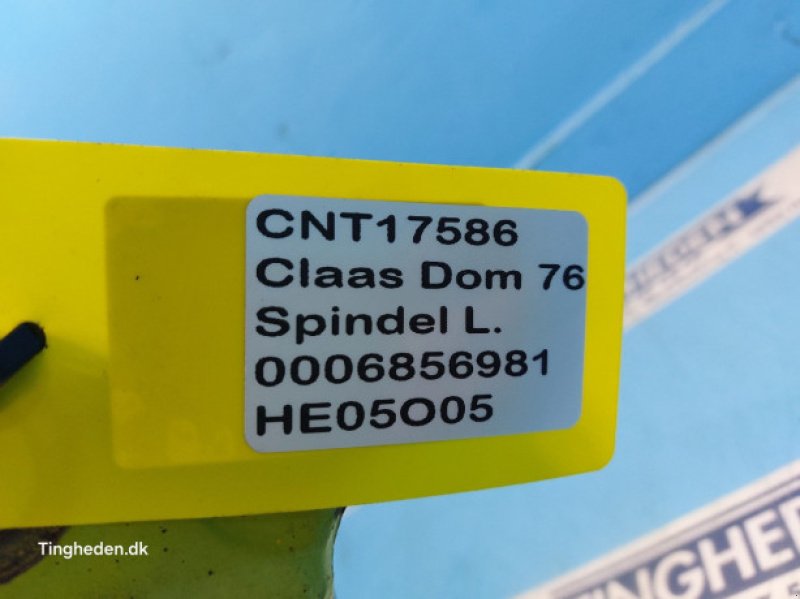 CNT17586
Claas Dom 76
Spindel L.
0006856981
HE05O05
Tingheden.dk